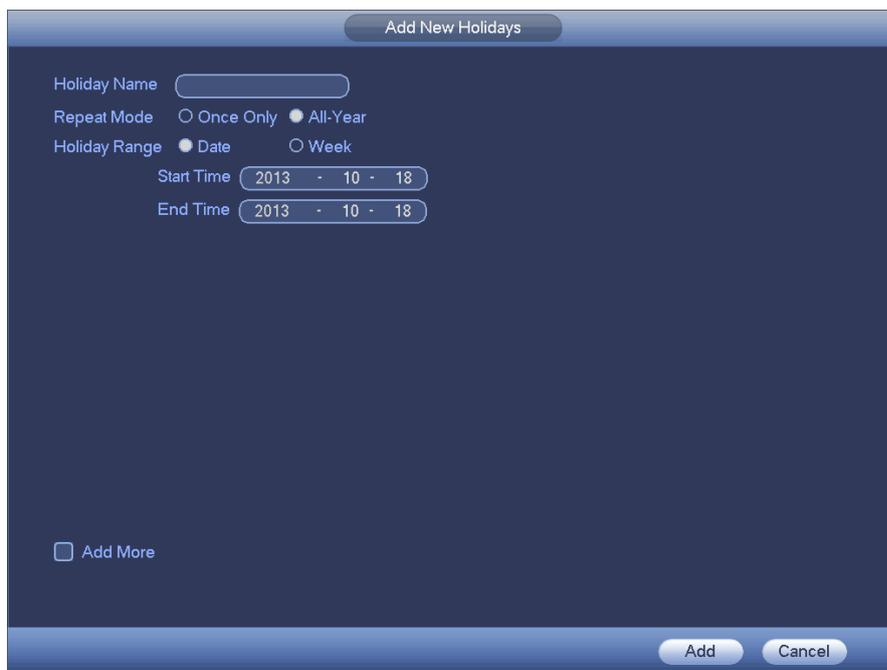 Add New Holidays
Holiday Name
Repeat Mode Once Only All-Year
Holiday Range Date Week
Start Time 2013 - 10 - 18
End Time 2013 - 10 - 18
Add More
Add Cancel